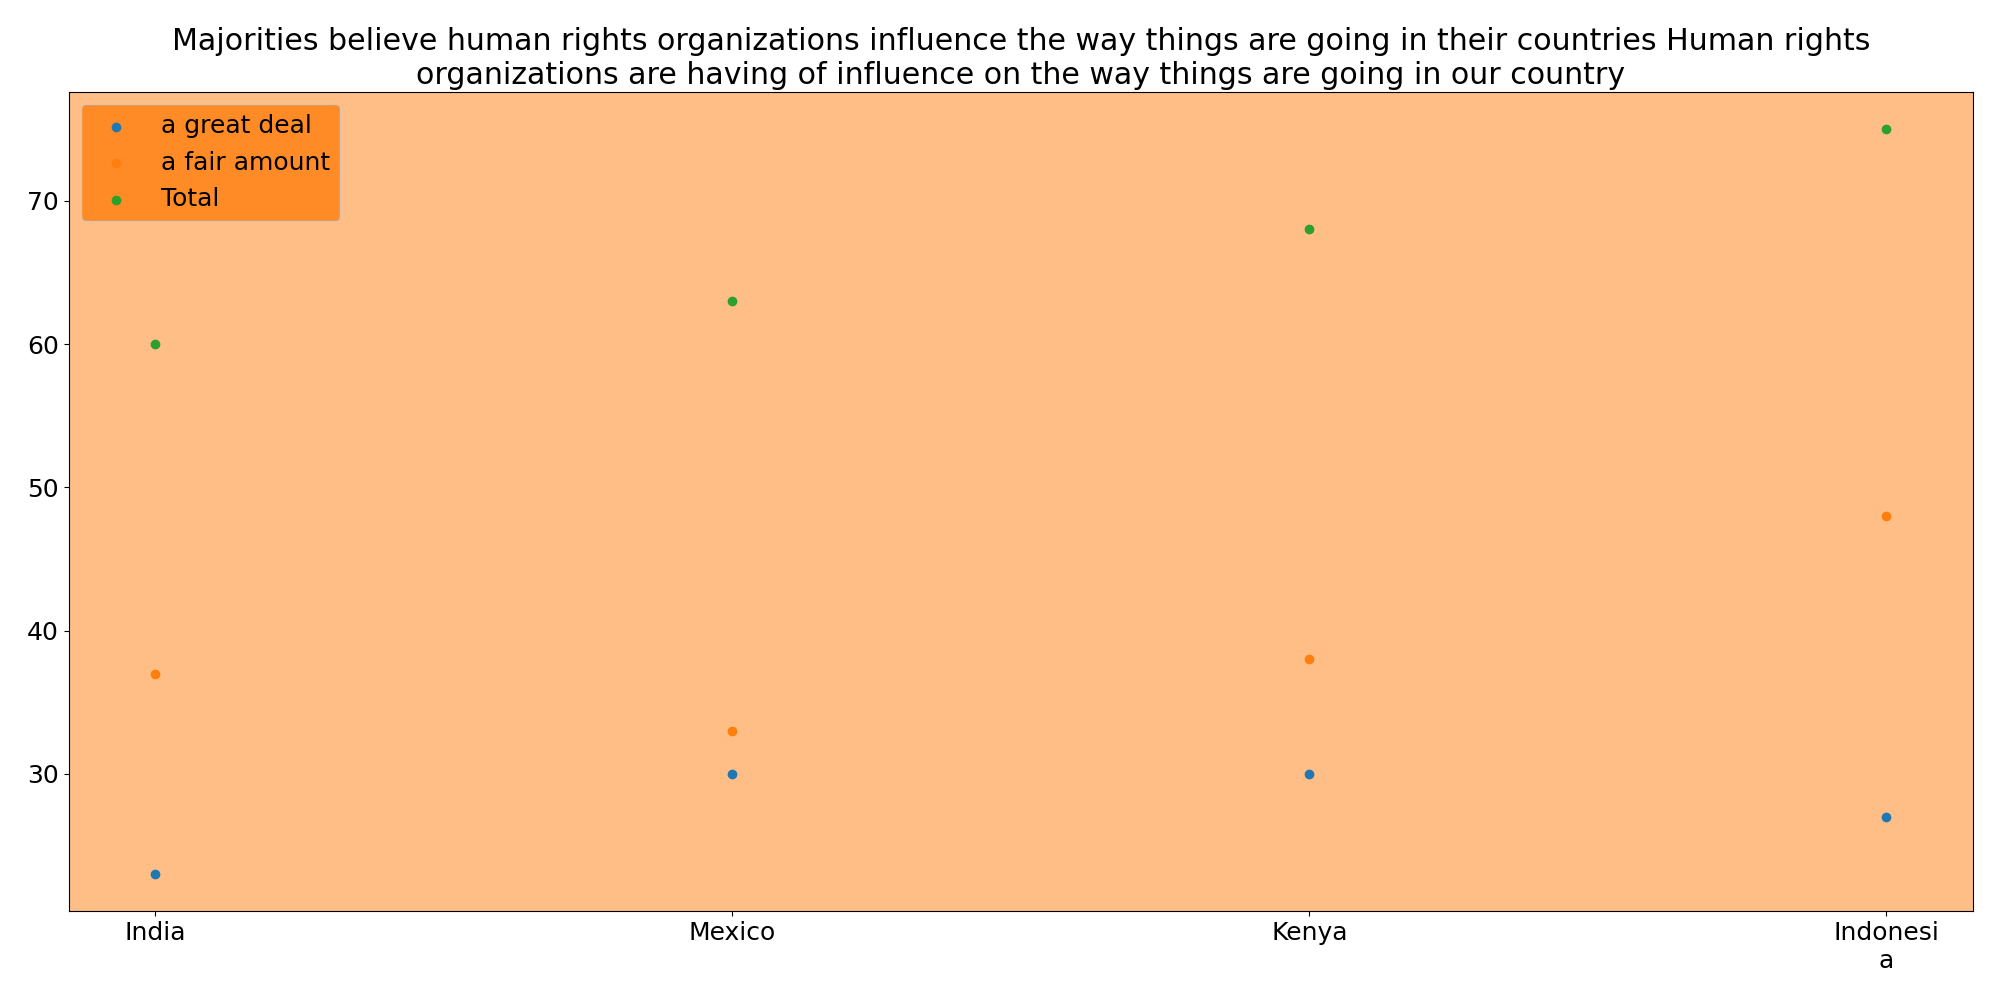 Majorities believe human rights organizations influence the way things are going in their countries Human rights
organizations are having of influence on the way things are going in our country
a great deal
a fair amount
Total
70
60
50
40
30
India
Mexico
Kenya
Indonesi
a